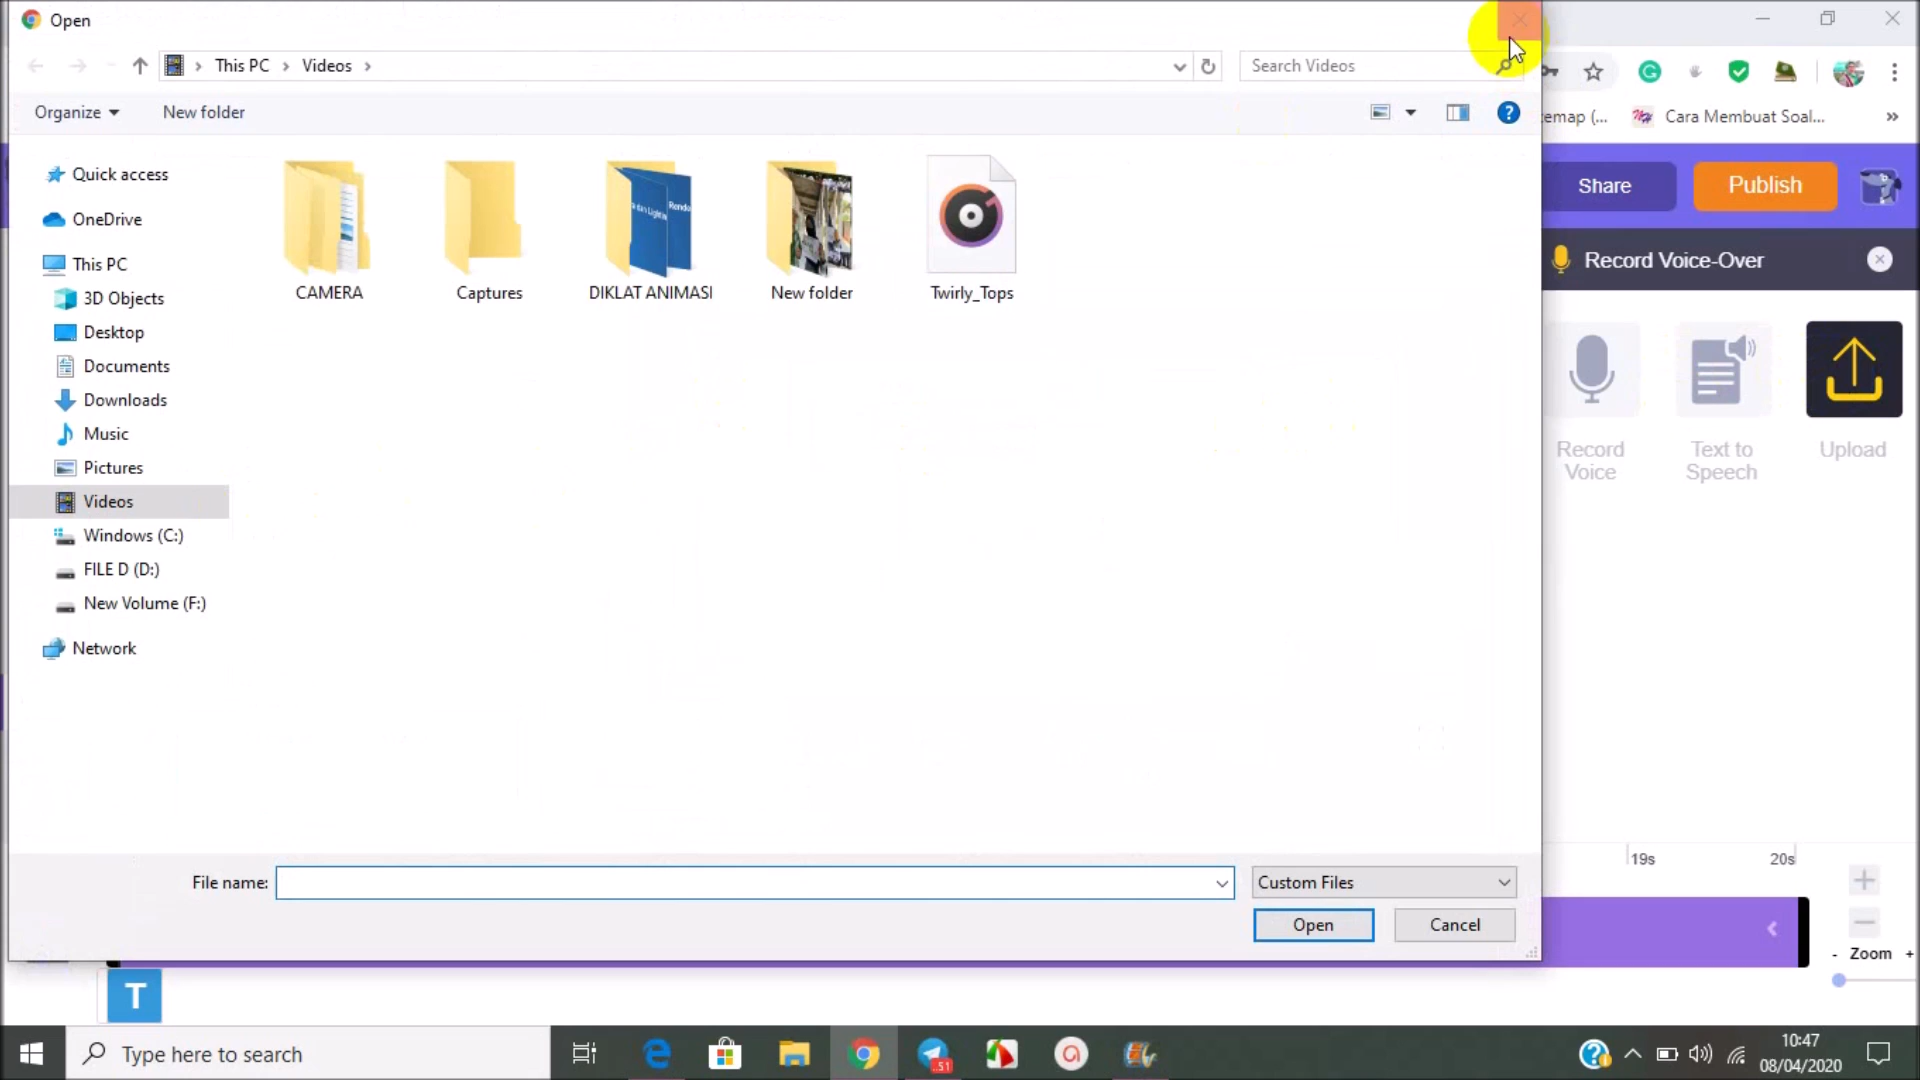 Open
This PC > Videos >
Search Videos
Organize
New folder
Quick access
OneDrive
This PC
3D Objects
Desktop
Documents
Downloads
Music
Pictures
Videos
Windows (C:)
FILE D (D:)
New Volume (F:)
Network
CAMERA
Captures
DIKLAT ANIMASI
New folder
Twirly_Tops
File name:
Custom Files
Open
Cancel
temap (...
Cara Membuat Soal...
»
Share
Publish
Record Voice-Over
Record
Voice
Text to
Speech
Upload
19s
20s
- Zoom +
T
Type here to search
51
10:47
08/04/2020